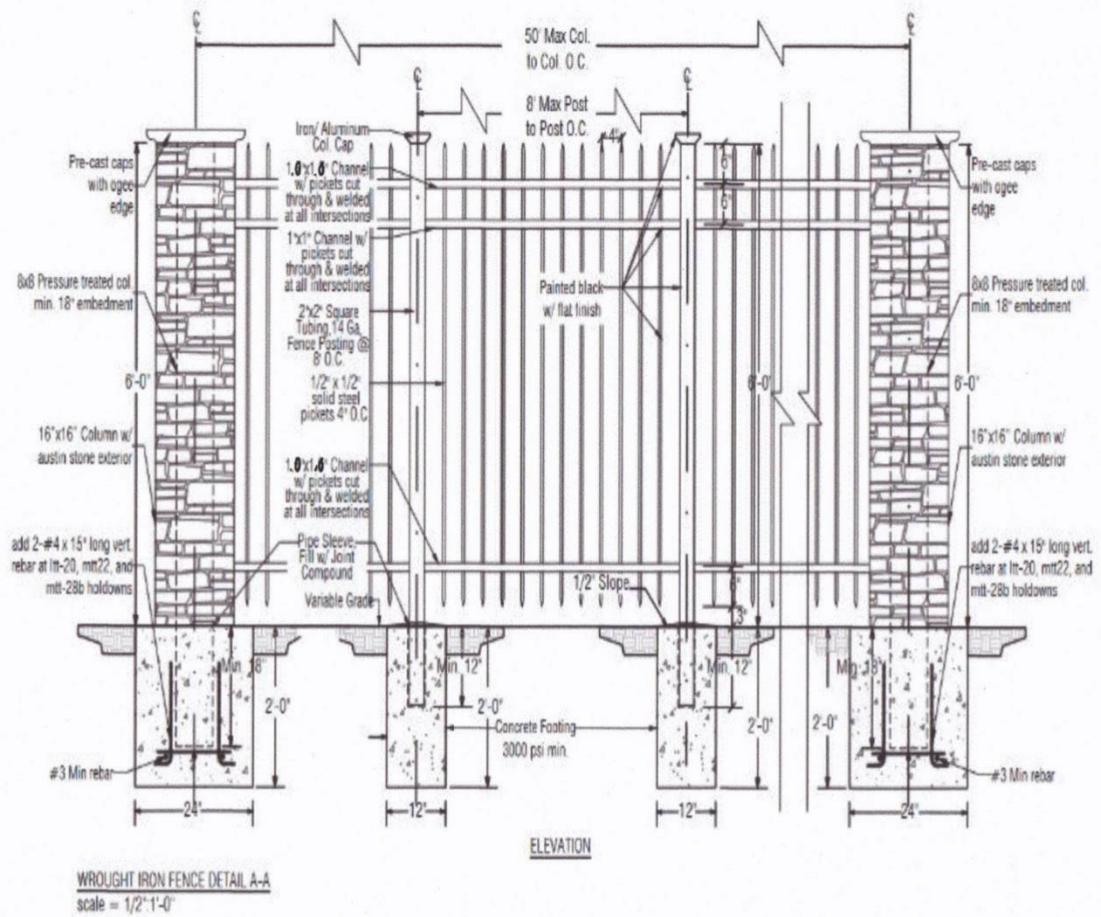 ℄
℄
50' Max Col.
to Col. O.C.
℄
℄
8' Max Post
to Post O.C.
Iron/ Aluminum
Col. Cap
4"
Pre-cast caps
with ogee
edge
1.0"x1.0" Channel
w/ pickets cut
through & welded
at all intersections
6"
6"
Pre-cast caps
with ogee
edge
1"x1" Channel w/
pickets cut
through & welded
at all intersections
8x8 Pressure treated col.
min. 18" embedment
2"x2" Square
Tubing,14 Ga.
Fence Posting @
8' O.C.
Painted black
w/ flat finish
8x8 Pressure treated col.
min. 18" embedment
6'-0"
1/2" x 1/2"
solid steel
pickets 4" O.C
6'-0"
6'-0"
16"x16" Column w/
austin stone exterior
16"x16" Column w/
austin stone exterior
1.0"x1.0" Channel
w/ pickets cut
through & welded
at all intersections
add 2-#4 x 15" long vert.
rebar at ltt-20, mtt22, and
mtt-28b holdowns
Pipe Sleeve,
Fill w/ Joint
Compound
Variable Grade
1/2" Slope
6"
3"
add 2-#4 x 15" long vert.
rebar at ltt-20, mtt22, and
mtt-28b holdowns
Min. 18"
Min. 12"
Min. 12"
Min. 18"
2'-0"
2'-0"
2'-0"
2'-0"
Concrete Footing
3000 psi min.
#3 Min rebar
#3 Min rebar
24"
12"
12"
24"
ELEVATION
WROUGHT IRON FENCE DETAIL A-A
scale = 1/2":1'-0"